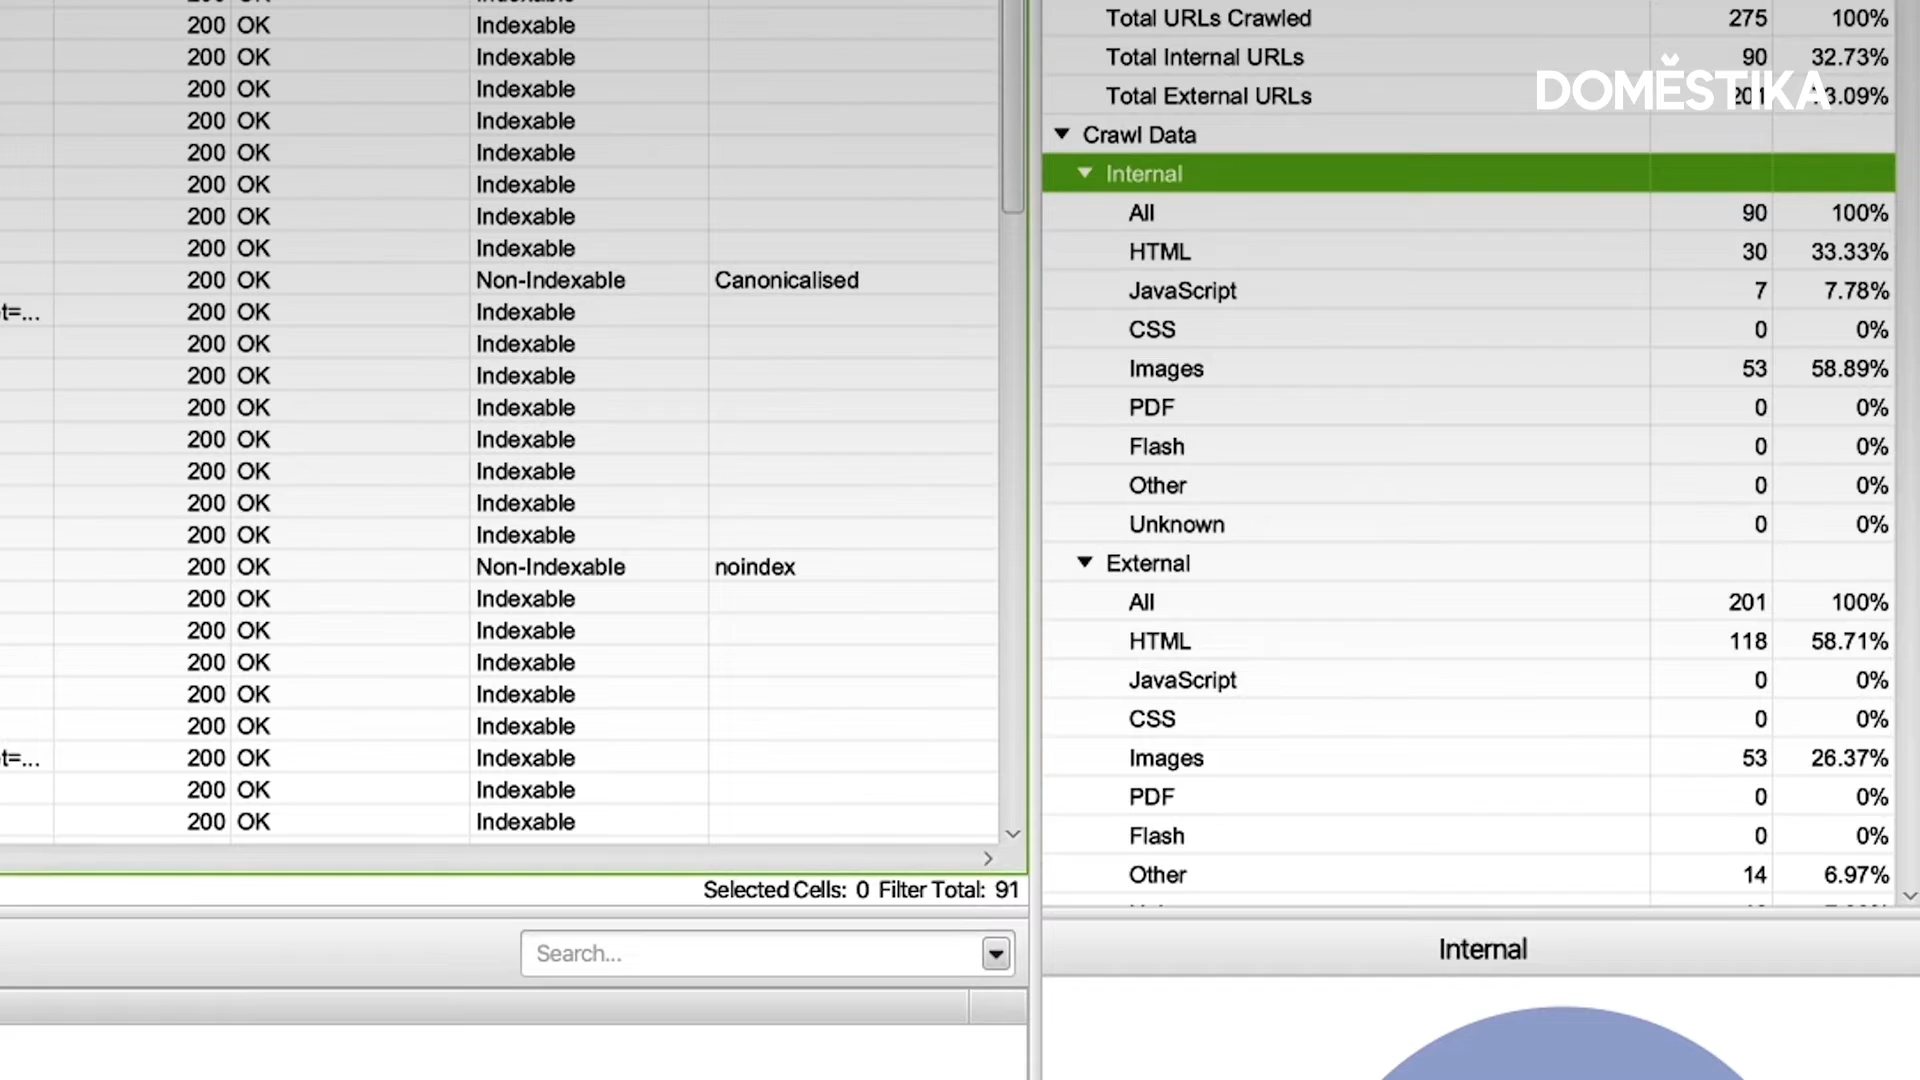 200 OK Indexable
200 OK Indexable
200 OK Indexable
200 OK Indexable
200 OK Indexable
200 OK Indexable
200 OK Indexable
200 OK Indexable
200 OK Non-Indexable Canonicalised
t=... 200 OK Indexable
200 OK Indexable
200 OK Indexable
200 OK Indexable
200 OK Indexable
200 OK Indexable
200 OK Indexable
200 OK Indexable
200 OK Non-Indexable noindex
200 OK Indexable
200 OK Indexable
200 OK Indexable
200 OK Indexable
200 OK Indexable
t=... 200 OK Indexable
200 OK Indexable
200 OK Indexable
Selected Cells: 0 Filter Total: 91
Search...
Total URLs Crawled 275 100%
Total Internal URLs 90 32.73%
DOMĔSTIKA
Total External URLs 201
Crawl Data
Internal
All 90 100%
HTML 30 33.33%
JavaScript 7 7.78%
CSS 0 0%
Images 53 58.89%
PDF 0 0%
Flash 0 0%
Other 0 0%
Unknown 0 0%
External
All 201 100%
HTML 118 58.71%
JavaScript 0 0%
CSS 0 0%
Images 53 26.37%
PDF 0 0%
Flash 0 0%
Other 14 6.97%
Internal